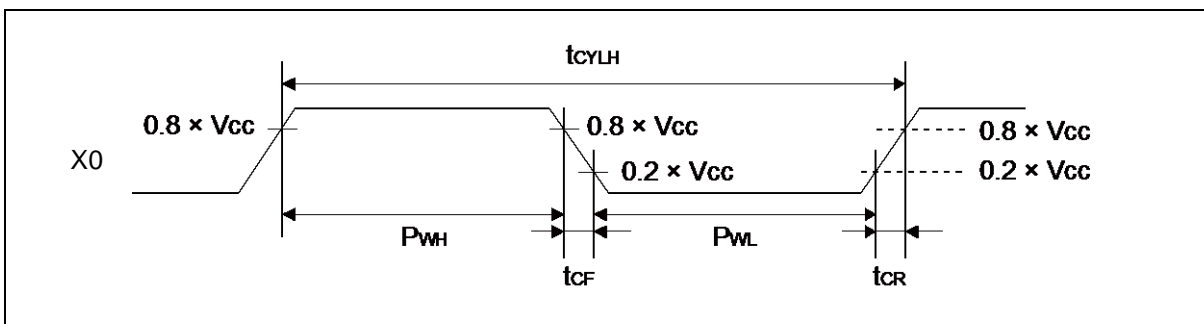 tCYLH
0.8 × Vcc
0.8 × Vcc
0.8 × Vcc
X0
0.2 × Vcc
0.2 × Vcc
PWH
PWL
tCF
tCR